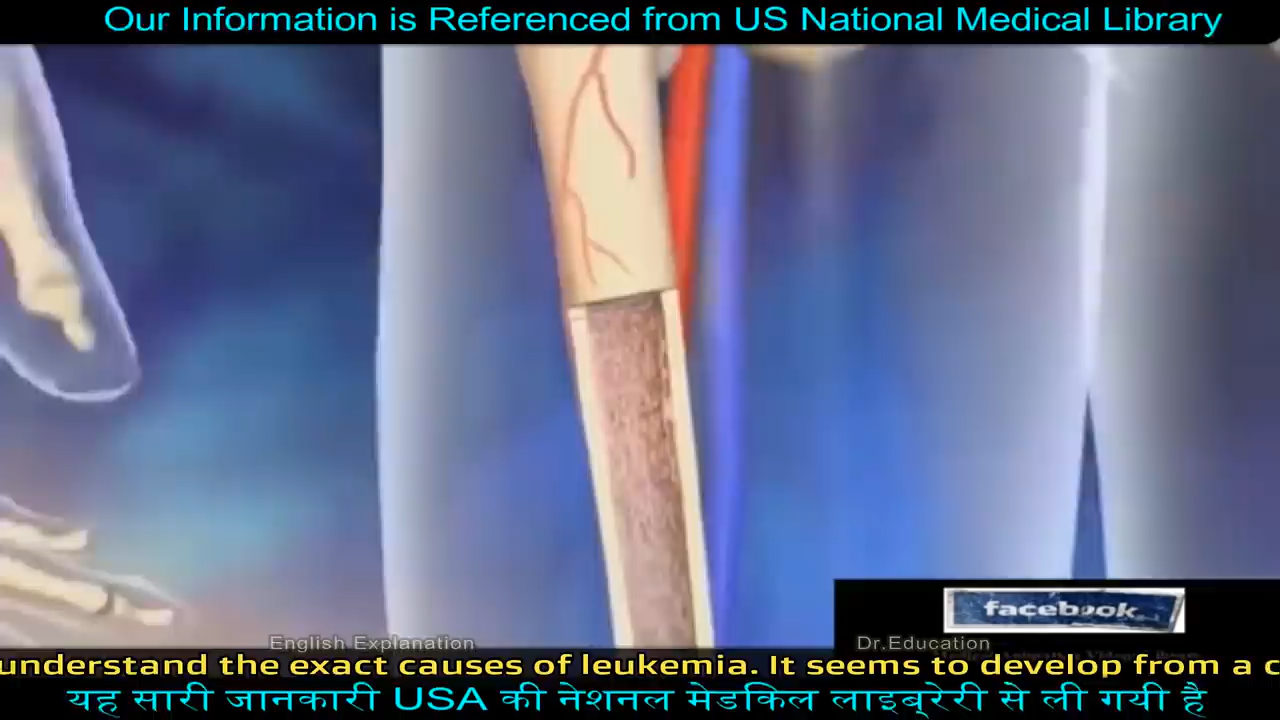 Our Information is Referenced from US National Medical Library
facebook
English Explanation
Dr.Education
understand the exact causes of leukemia. It seems to develop from a c
यह सारी जानकारी USA की नेशनल मेडकिल लाइब्रेरी से ली गयी है